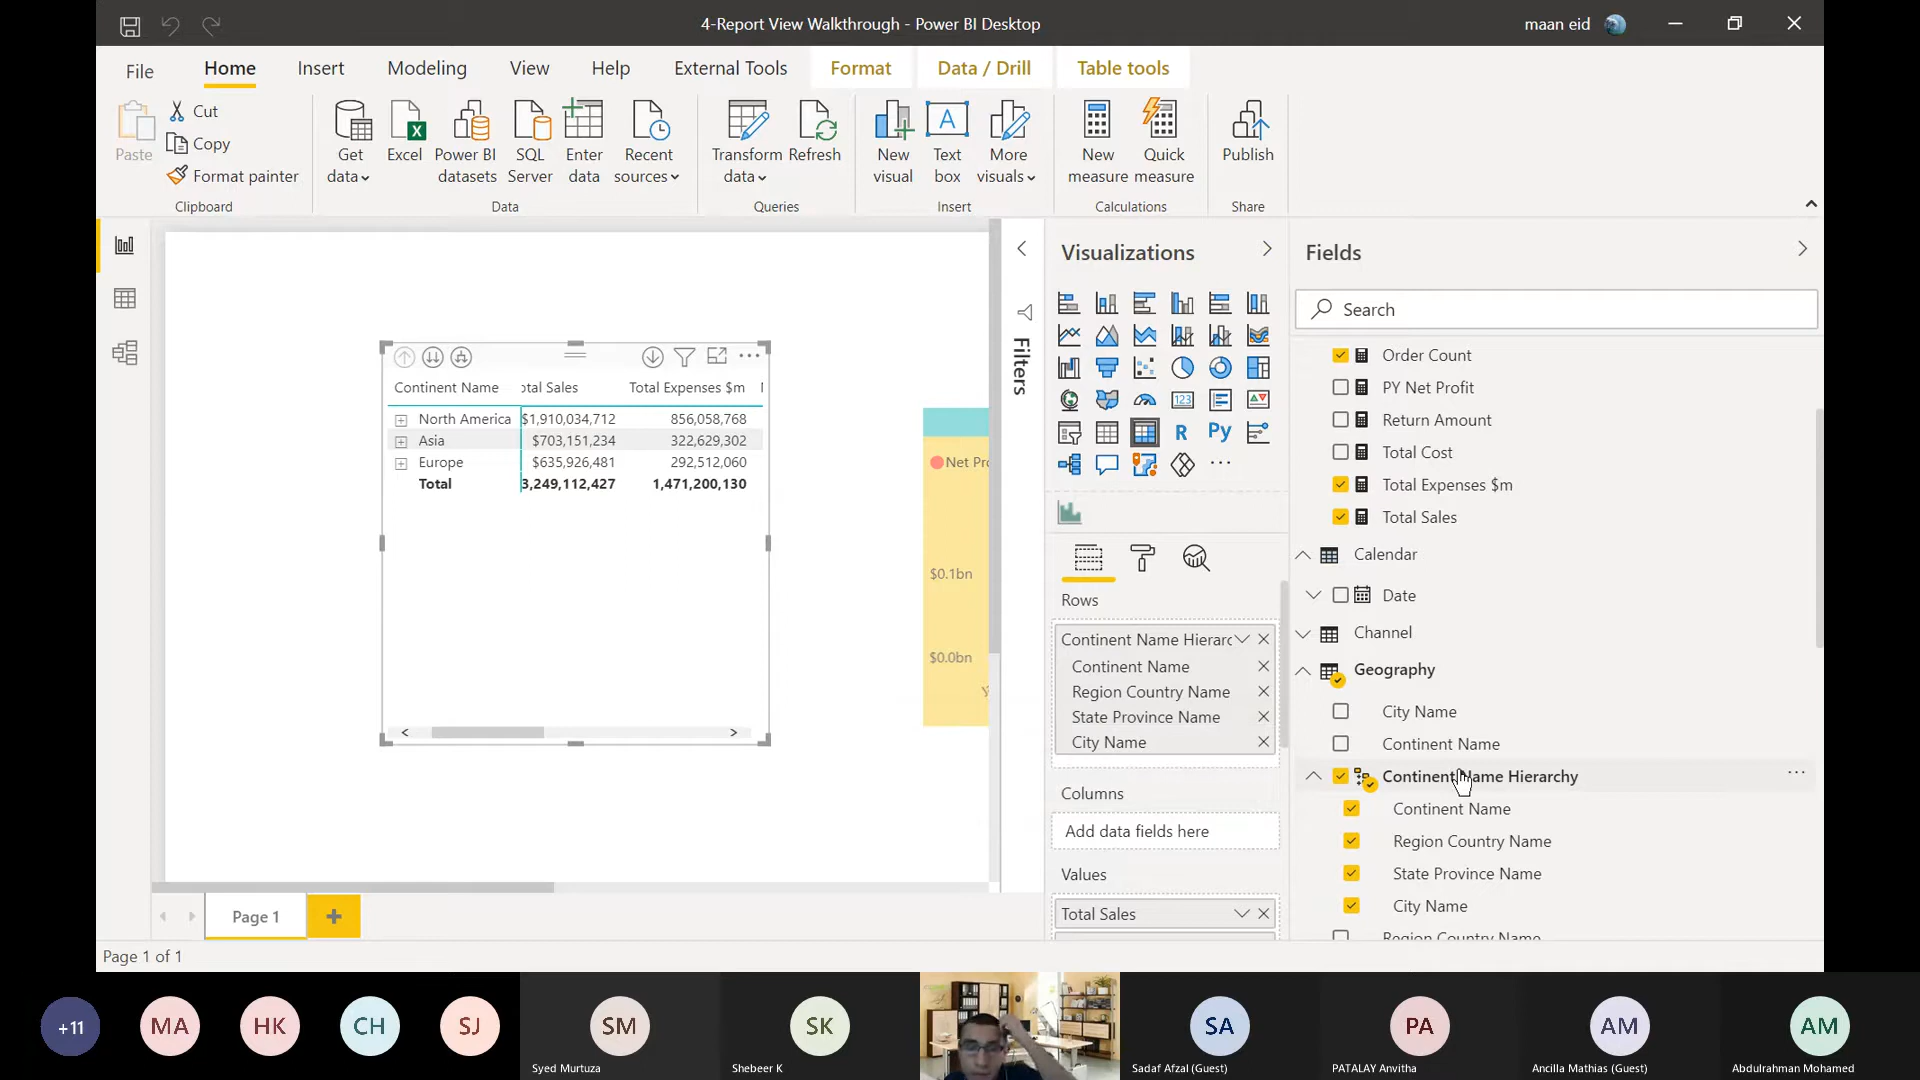 4-Report View Walkthrough - Power BI Desktop
maan eid
File
Home
Insert
Modeling
View
Help
External Tools
Format
Data / Drill
Table tools
Paste
Cut
Copy
Format painter
Clipboard
Get
data
Excel
Power BI
datasets
SQL
Server
Enter
data
Recent
sources
Data
Transform
data
Refresh
Queries
New
visual
Text
box
More
visuals
Insert
New
measure
Quick
measure
Calculations
Publish
Share
Continent Name otal Sales Total Expenses $m
North America $1,910,034,712 856,058,768
Asia $703,151,234 322,629,302
Europe $635,926,481 292,512,060
Total 3,249,112,427 1,471,200,130
Net Pro
$0.1bn
$0.0bn
Filters
Visualizations
R
Py
123
Rows
Continent Name Hierarc
Continent Name
Region Country Name
State Province Name
City Name
Columns
Add data fields here
Values
Total Sales
Fields
Search
Order Count
PY Net Profit
Return Amount
Total Cost
Total Expenses $m
Total Sales
Calendar
Date
Channel
Geography
City Name
Continent Name
Continent Name Hierarchy
Continent Name
Region Country Name
State Province Name
City Name
Region Country Name
Page 1
Page 1 of 1
+11
MA
HK
CH
SJ
SM
Syed Murtuza
SK
Shebeer K
SA
Sadaf Afzal (Guest)
PA
PATALAY Anvitha
AM
Ancilla Mathias (Guest)
AM
Abdulrahman Mohamed